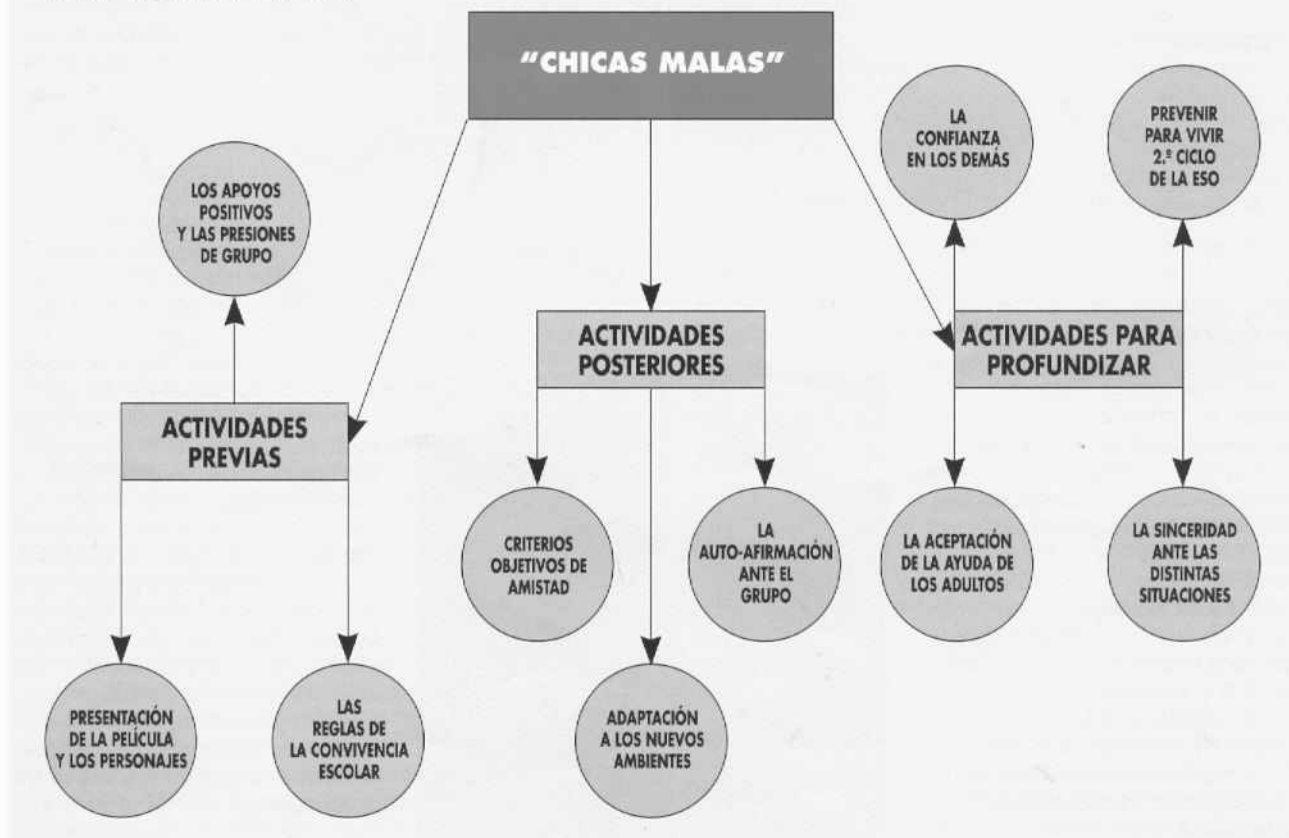 "CHICAS MALAS"
LOS APOYOS
POSITIVOS
Y LAS PRESIONES
DE GRUPO
ACTIVIDADES
PREVIAS
PRESENTACIÓN
DE LA PELÍCULA
Y LOS PERSONAJES
LAS
REGLAS DE
LA CONVIVENCIA
ESCOLAR
ACTIVIDADES
POSTERIORES
CRITERIOS
OBJETIVOS DE
AMISTAD
ADAPTACIÓN
A LOS NUEVOS
AMBIENTES
LA
AUTO-AFIRMACIÓN
ANTE EL
GRUPO
LA
CONFIANZA
EN LOS DEMÁS
PREVENIR
PARA VIVIR
2.º CICLO
DE LA ESO
ACTIVIDADES PARA
PROFUNDIZAR
LA ACEPTACIÓN
DE LA AYUDA DE
LOS ADULTOS
LA SINCERIDAD
ANTE LAS
DISTINTAS
SITUACIONES